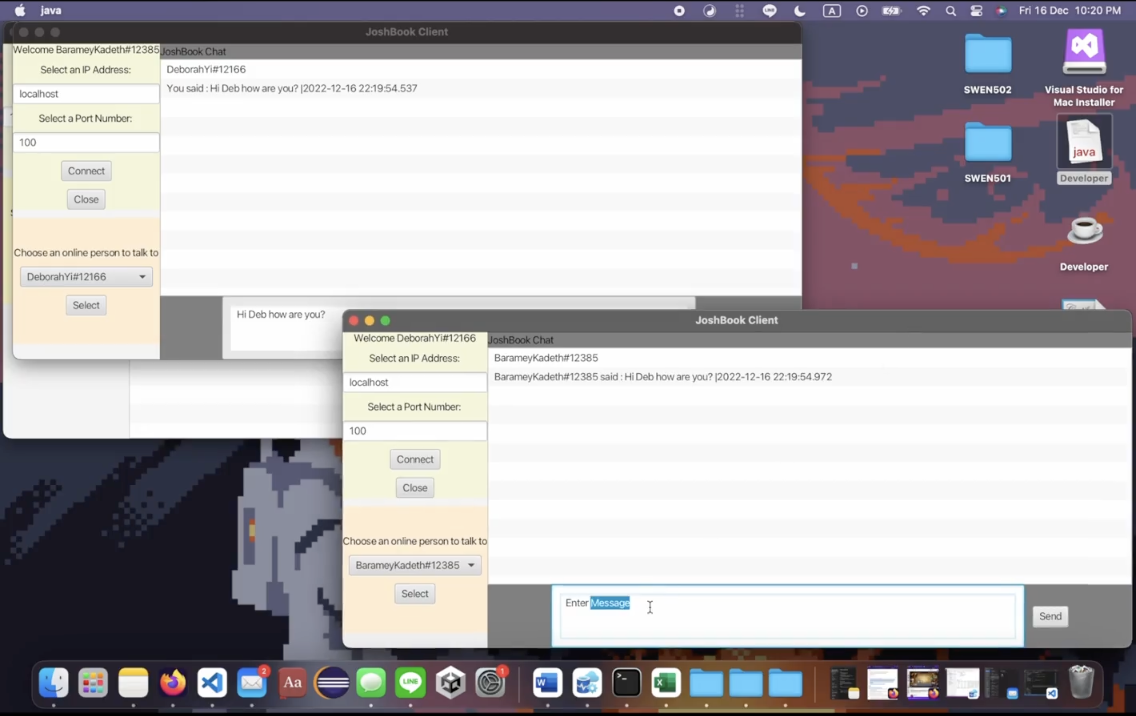 java
A
Fri 16 Dec 10:20 PM
JoshBook Client
Welcome BarameyKadeth#12385
JoshBook Chat
Select an IP Address:
DeborahYi#12166
localhost
You said : Hi Deb how are you? |2022-12-16 22:19:54.537
Select a Port Number:
100
Connect
Close
Choose an online person to talk to
DeborahYi#12166
Select
Hi Deb how are you?
SWEN502
Visual Studio for
Mac Installer
java
Developer
SWEN501
Developer
JoshBook Client
Welcome DeborahYi#12166
JoshBook Chat
Select an IP Address:
BarameyKadeth#12385
localhost
BarameyKadeth#12385 said : Hi Deb how are you? |2022-12-16 22:19:54.972
Select a Port Number:
100
Connect
Close
Choose an online person to talk to
BarameyKadeth#12385
Select
Enter Message
Send
2
Aa
LINE
1
W
X